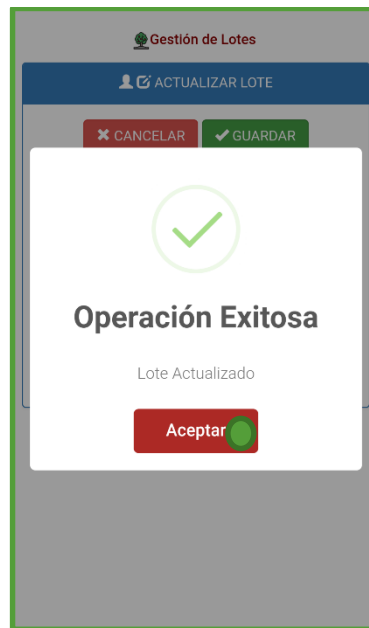 Gestión de Lotes
ACTUALIZAR LOTE
CANCELAR GUARDAR
Operación Exitosa
Lote Actualizado
Aceptar